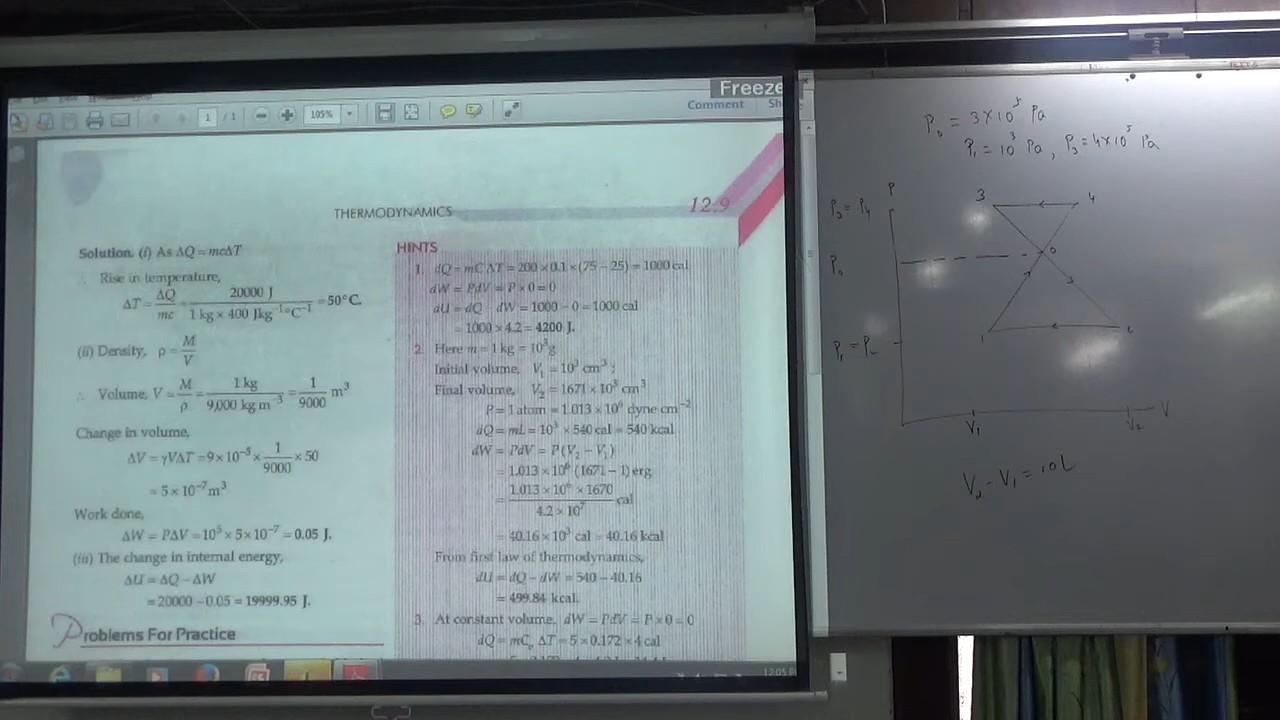 Freeze
Comment
1 / 1
105%
THERMODYNAMICS
12.9
Solution. (i) As ΔQ = mcΔT
∴ Rise in temperature,
ΔT = ΔQ/mc = 20000 J / 1 kg × 400 Jkg⁻¹°C⁻¹ = 50°C.
(ii) Density, ρ = M/V
∴ Volume, V = M/ρ = 1 kg / 9,000 kg m⁻³ = 1/9000 m³
Change in volume,
ΔV = γVΔT = 9×10⁻⁵ × 1/9000 × 50
= 5×10⁻⁷ m³
Work done,
ΔW = PΔV = 10⁵ × 5×10⁻⁷ = 0.05 J.
(iii) The change in internal energy,
ΔU = ΔQ − ΔW
= 20000 − 0.05 = 19999.95 J.
Problems For Practice
HINTS
1. dQ = mC ΔT = 200 × 0.1 × (75 − 25) = 1000 cal
dW = PdV = P × 0 = 0
dU = dQ − dW = 1000 − 0 = 1000 cal
= 1000 × 4.2 = 4200 J.
2. Here m = 1 kg = 10³ g
Initial volume, V₁ = 10³ cm³ ;
Final volume, V₂ = 1671 × 10³ cm³
P = 1 atom = 1.013 × 10⁶ dyne cm⁻²
dQ = mL = 10³ × 540 cal = 540 kcal
dW = PdV = P(V₂ − V₁)
= 1.013 × 10⁶ (1671 − 1) erg
= 1.013 × 10⁶ × 1670 / 4.2 × 10⁷ cal
= 40.16 × 10³ cal = 40.16 kcal
From first law of thermodynamics,
dU = dQ − dW = 540 − 40.16
= 499.84 kcal.
3. At constant volume, dW = PdV = P × 0 = 0
dQ = mCᵥ ΔT = 5 × 0.172 × 4 cal
P₀ = 3×10⁵ Pa
P₁ = 10⁵ Pa, P₃ = 4×10⁵ Pa
P
3
4
P₃ = P₄
P₀
0
1
2
P₁ = P₂
V₁
V₂
V
V₂ − V₁ = 10L